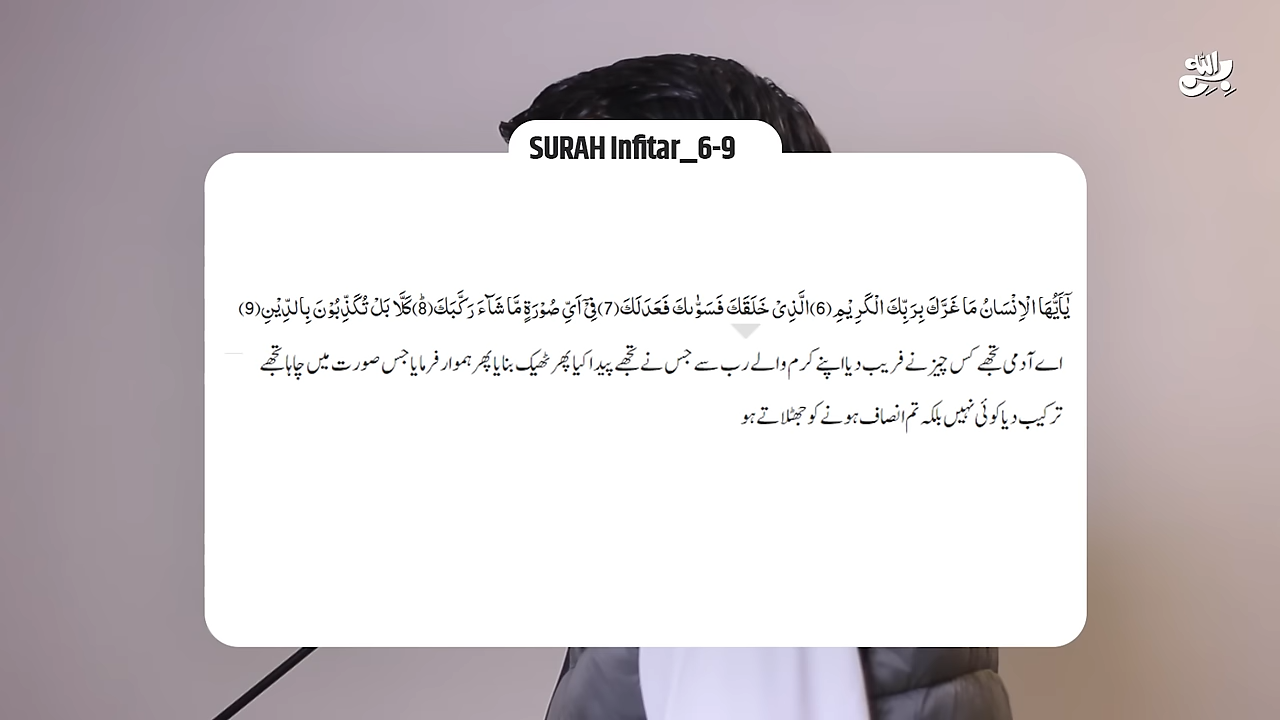 بسم الله
SURAH Infitar_6-9
یٰۤاَیُّهَا الْاِنْسَانُ مَا غَرَّكَ بِرَبِّكَ الْكَرِیْمِ(6)الَّذِیْ خَلَقَكَ فَسَوّٰىكَ فَعَدَلَكَ(7)فِیْۤ اَیِّ صُوْرَةٍ مَّا شَآءَ رَكَّبَكَﭤ(8)كَلَّا بَلْ تُكَذِّبُوْنَ بِالدِّیْنِ(9)
اے آدمی تجھے کس چیز نے فریب دیا اپنے کرم والے رب سے جس نے تجھے پیدا کیا پھر ٹھیک بنایا پھر ہموار فرمایا جس صورت میں چاہا تجھے
ترکیب دیا کوئی نہیں بلکہ تم انصاف ہونے کو جھٹلاتے ہو